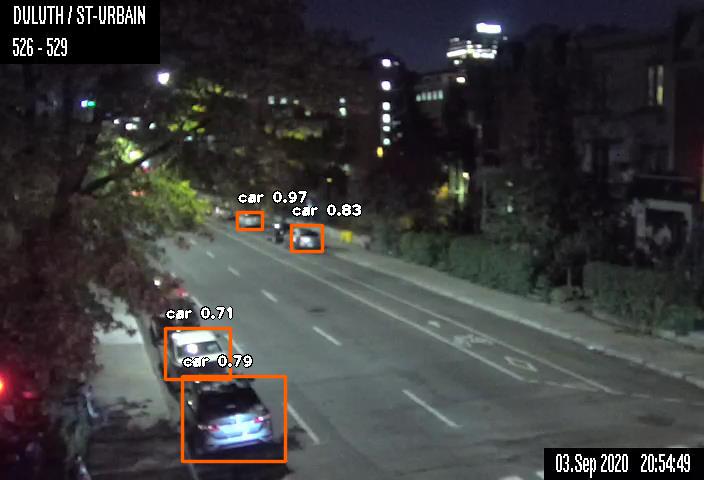 DULUTH / ST-URBAIN
526 - 529
car 0.97
car 0.83
car 0.71
car 0.79
03.Sep 2020 20:54:49